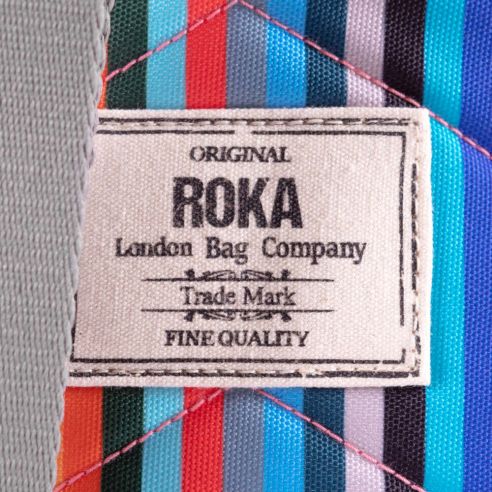 ORIGINAL
ROKA
London Bag Company
Trade Mark
FINE QUALITY